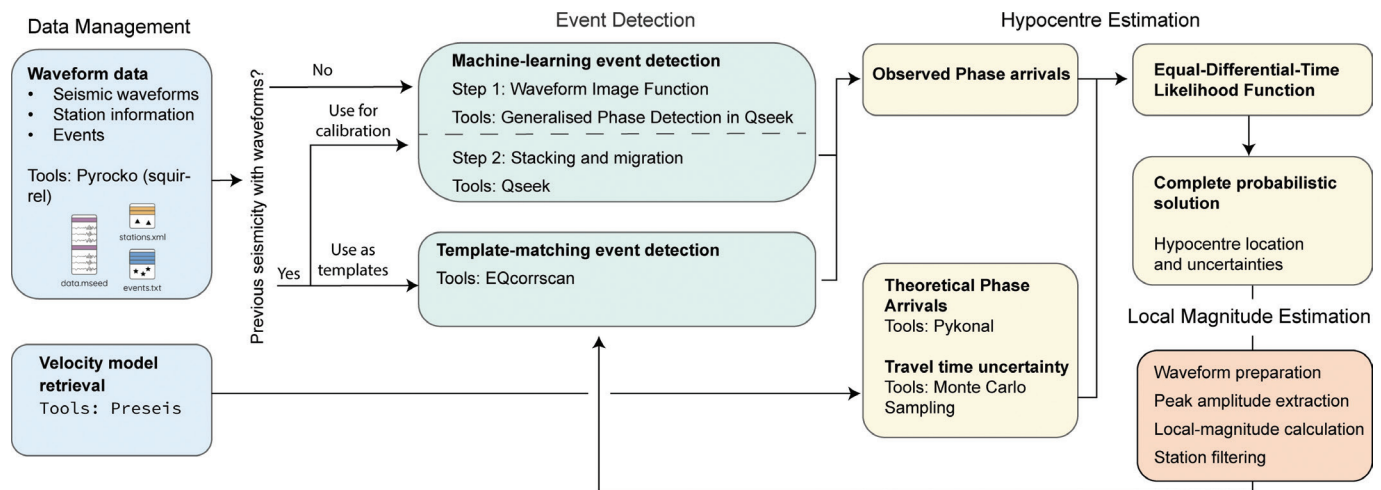 Data Management
Waveform data
• Seismic waveforms
• Station information
• Events
Tools: Pyrocko (squir-
rel)
stations.xml
data.mseed
events.txt
Velocity model
retrieval
Tools: Preseis
Previous seismicity with waveforms?
No
Use for
calibration
Yes
Use as
templates
Event Detection
Machine-learning event detection
Step 1: Waveform Image Function
Tools: Generalised Phase Detection in Qseek
Step 2: Stacking and migration
Tools: Qseek
Template-matching event detection
Tools: EQcorrscan
Hypocentre Estimation
Observed Phase arrivals
Theoretical Phase
Arrivals
Tools: Pykonal
Travel time uncertainty
Tools: Monte Carlo
Sampling
Equal-Differential-Time
Likelihood Function
Complete probabilistic
solution
Hypocentre location
and uncertainties
Local Magnitude Estimation
Waveform preparation
Peak amplitude extraction
Local-magnitude calculation
Station filtering